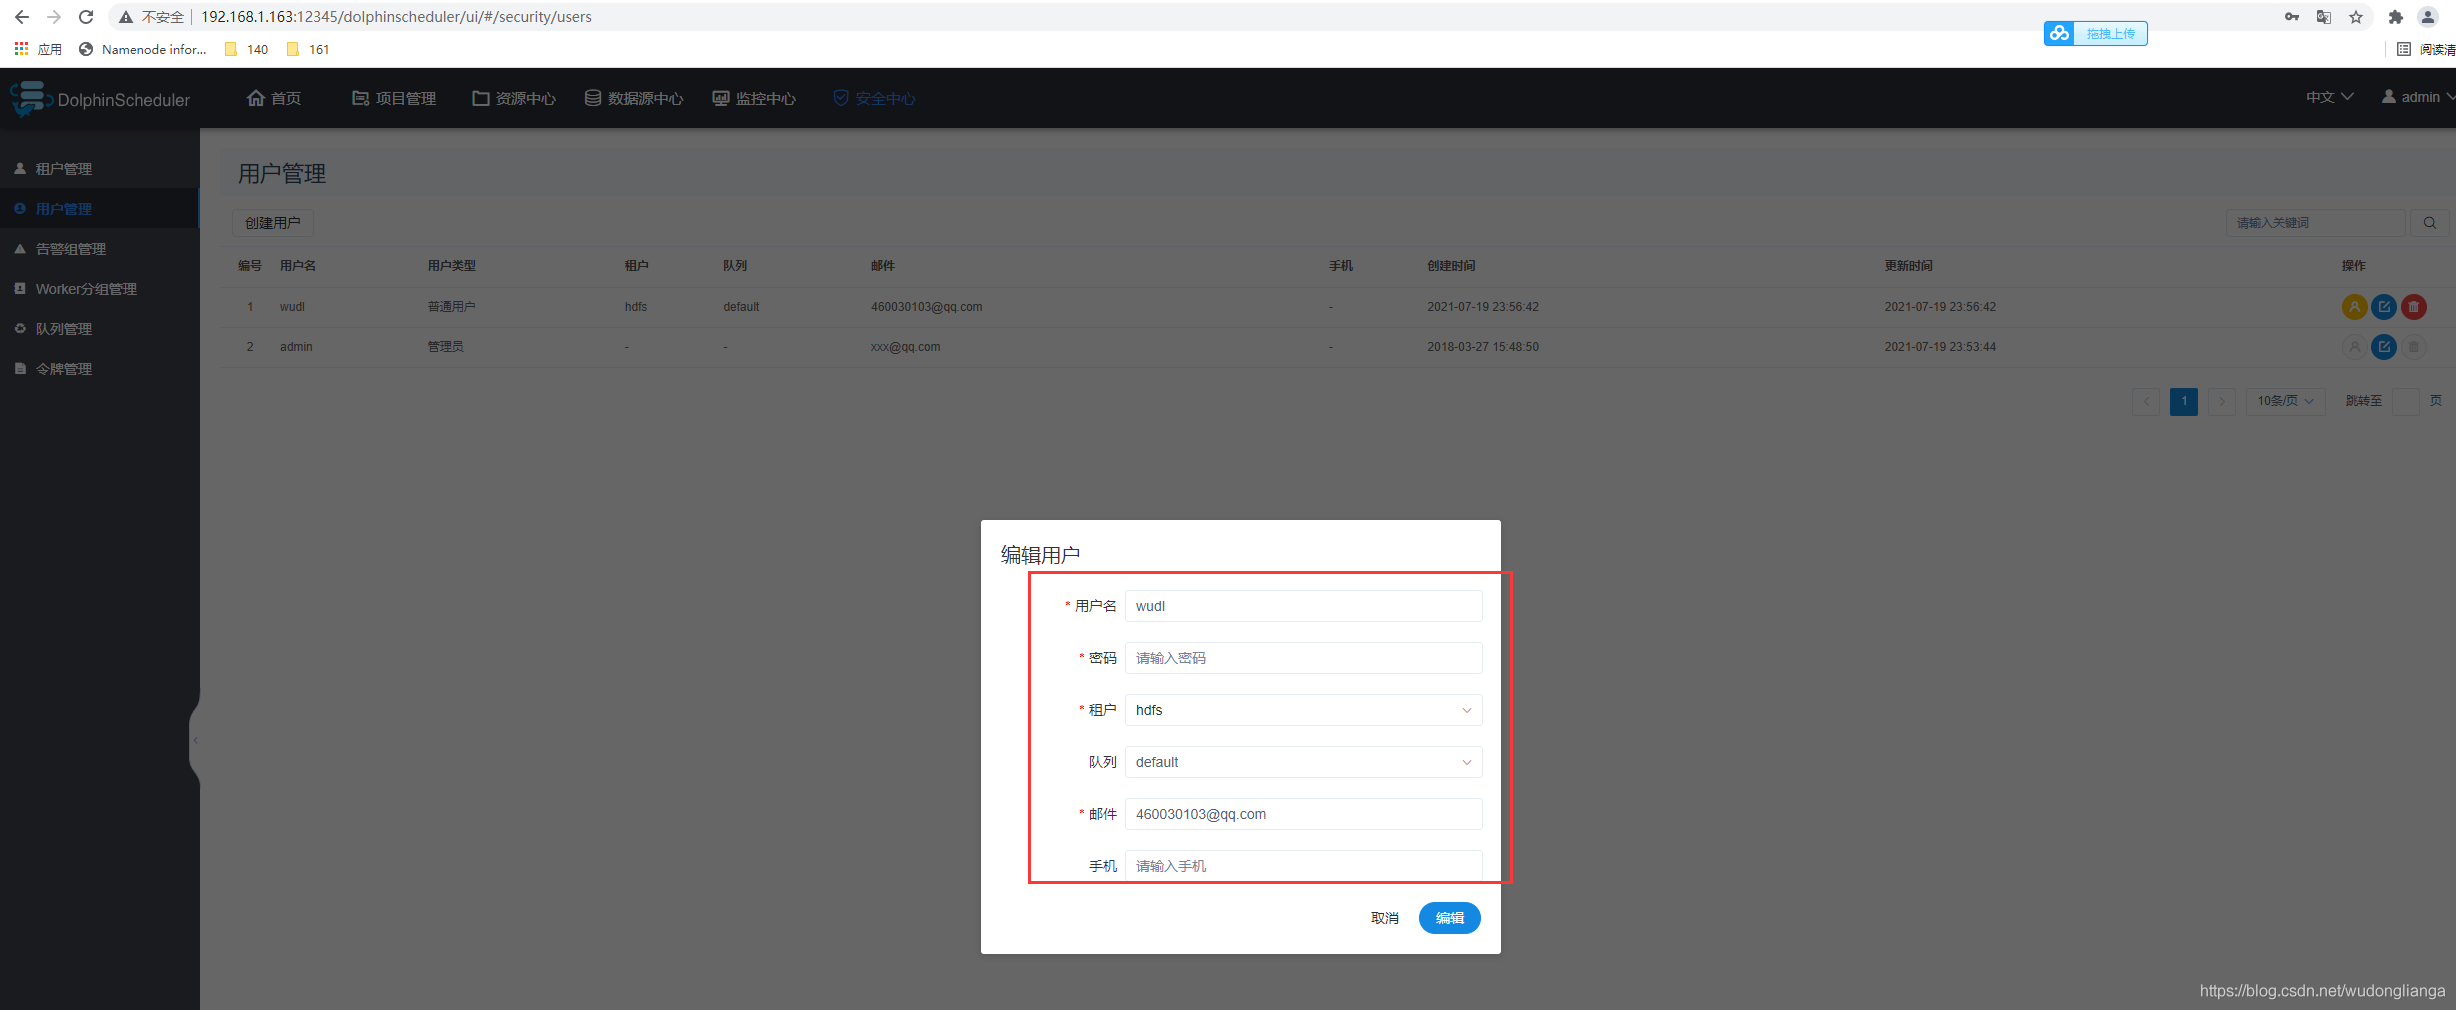 不安全 192.168.1.163:12345/dolphinscheduler/ui/#/security/users
拖拽上传
应用 Namenode infor... 140 161 阅读清
DolphinScheduler 首页 项目管理 资源中心 数据源中心 监控中心 安全中心 中文 admin
租户管理
用户管理
告警组管理
Worker分组管理
队列管理
令牌管理
用户管理
创建用户 请输入关键词
编号 用户名 用户类型 租户 队列 邮件 手机 创建时间 更新时间 操作
1 wudl 普通用户 hdfs default 460030103@qq.com - 2021-07-19 23:56:42 2021-07-19 23:56:42
2 admin 管理员 - - xxx@qq.com - 2018-03-27 15:48:50 2021-07-19 23:53:44
1 10条/页 跳转至 页
编辑用户
* 用户名 wudl
* 密码 请输入密码
* 租户 hdfs
队列 default
* 邮件 460030103@qq.com
手机 请输入手机
取消 编辑
https://blog.csdn.net/wudonglianga